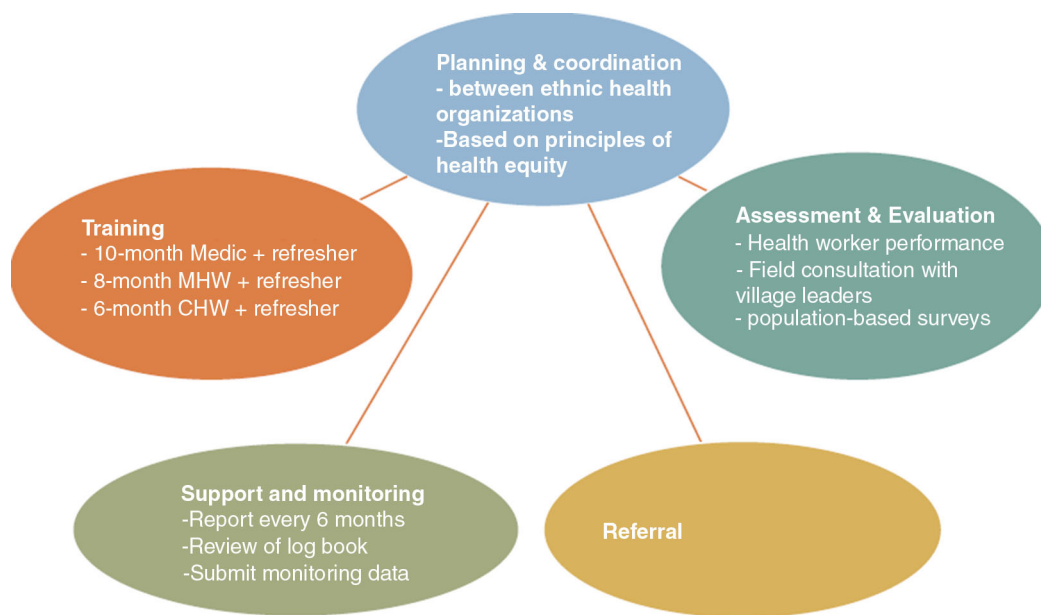 Planning & coordination
- between ethnic health
organizations
-Based on principles of
health equity
Training
- 10-month Medic + refresher
- 8-month MHW + refresher
- 6-month CHW + refresher
Assessment & Evaluation
- Health worker performance
- Field consultation with
village leaders
- population-based surveys
Support and monitoring
-Report every 6 months
-Review of log book
-Submit monitoring data
Referral